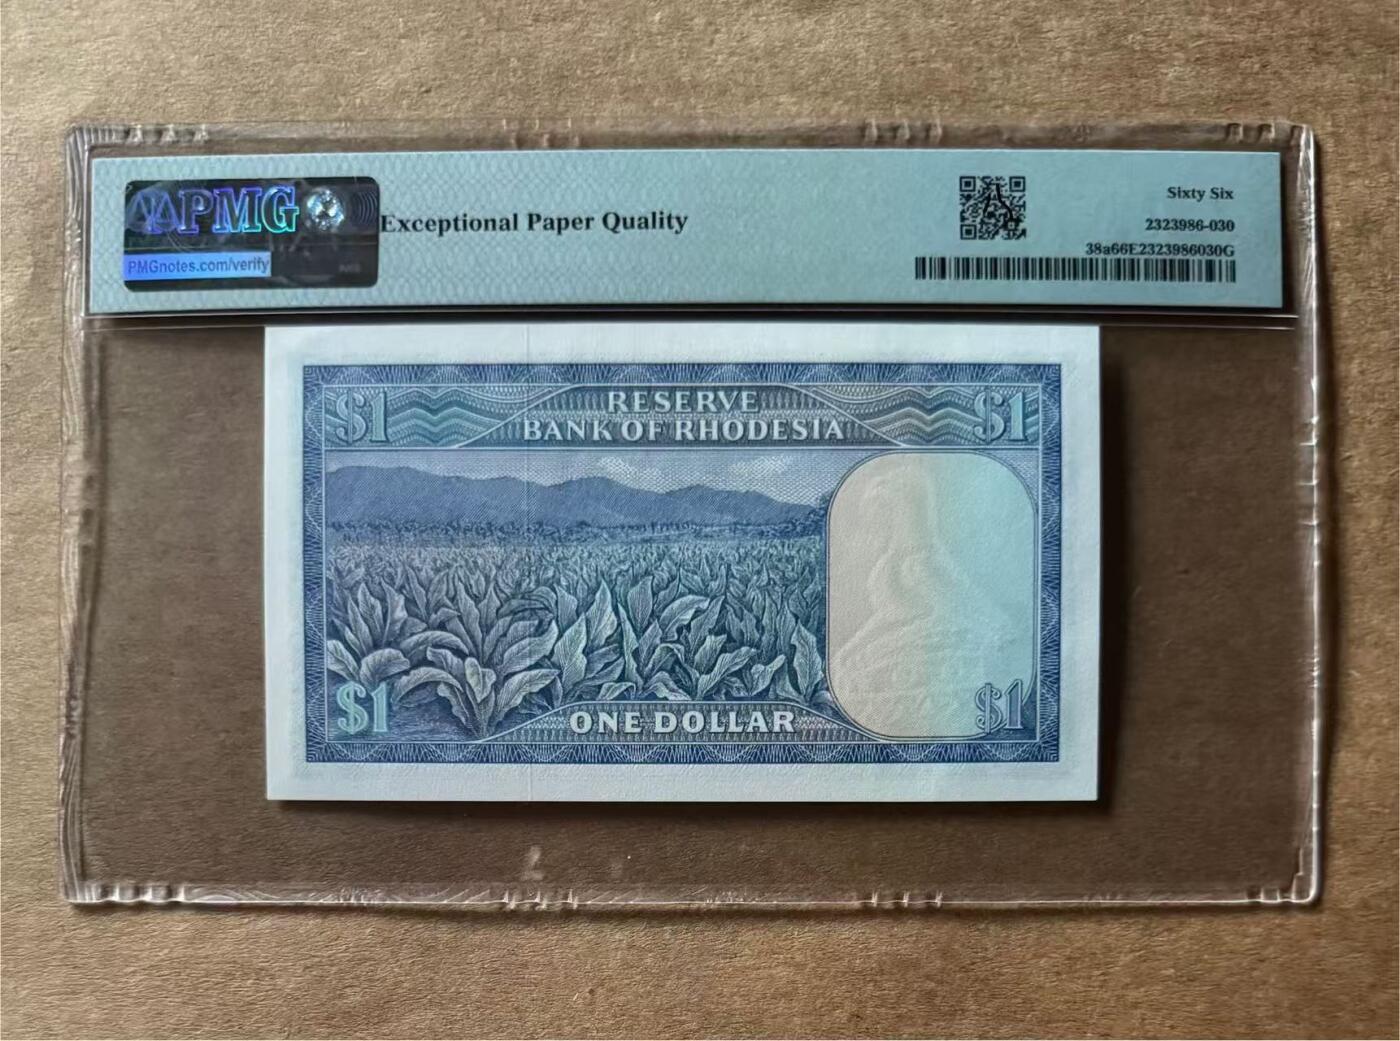 PMG
PMGnotes.com/verify
Exceptional Paper Quality
Sixty Six
2323986-030
38a66E2323986030G
$1
RESERVE
$1
BANK OF RHODESIA
$1
ONE DOLLAR
$1